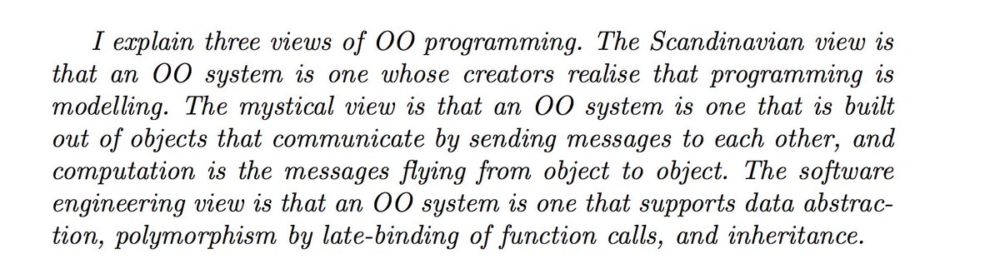 I explain three views of OO programming. The Scandinavian view is
that an OO system is one whose creators realise that programming is
modelling. The mystical view is that an OO system is one that is built
out of objects that communicate by sending messages to each other, and
computation is the messages flying from object to object. The software
engineering view is that an OO system is one that supports data abstrac-
tion, polymorphism by late-binding of function calls, and inheritance.